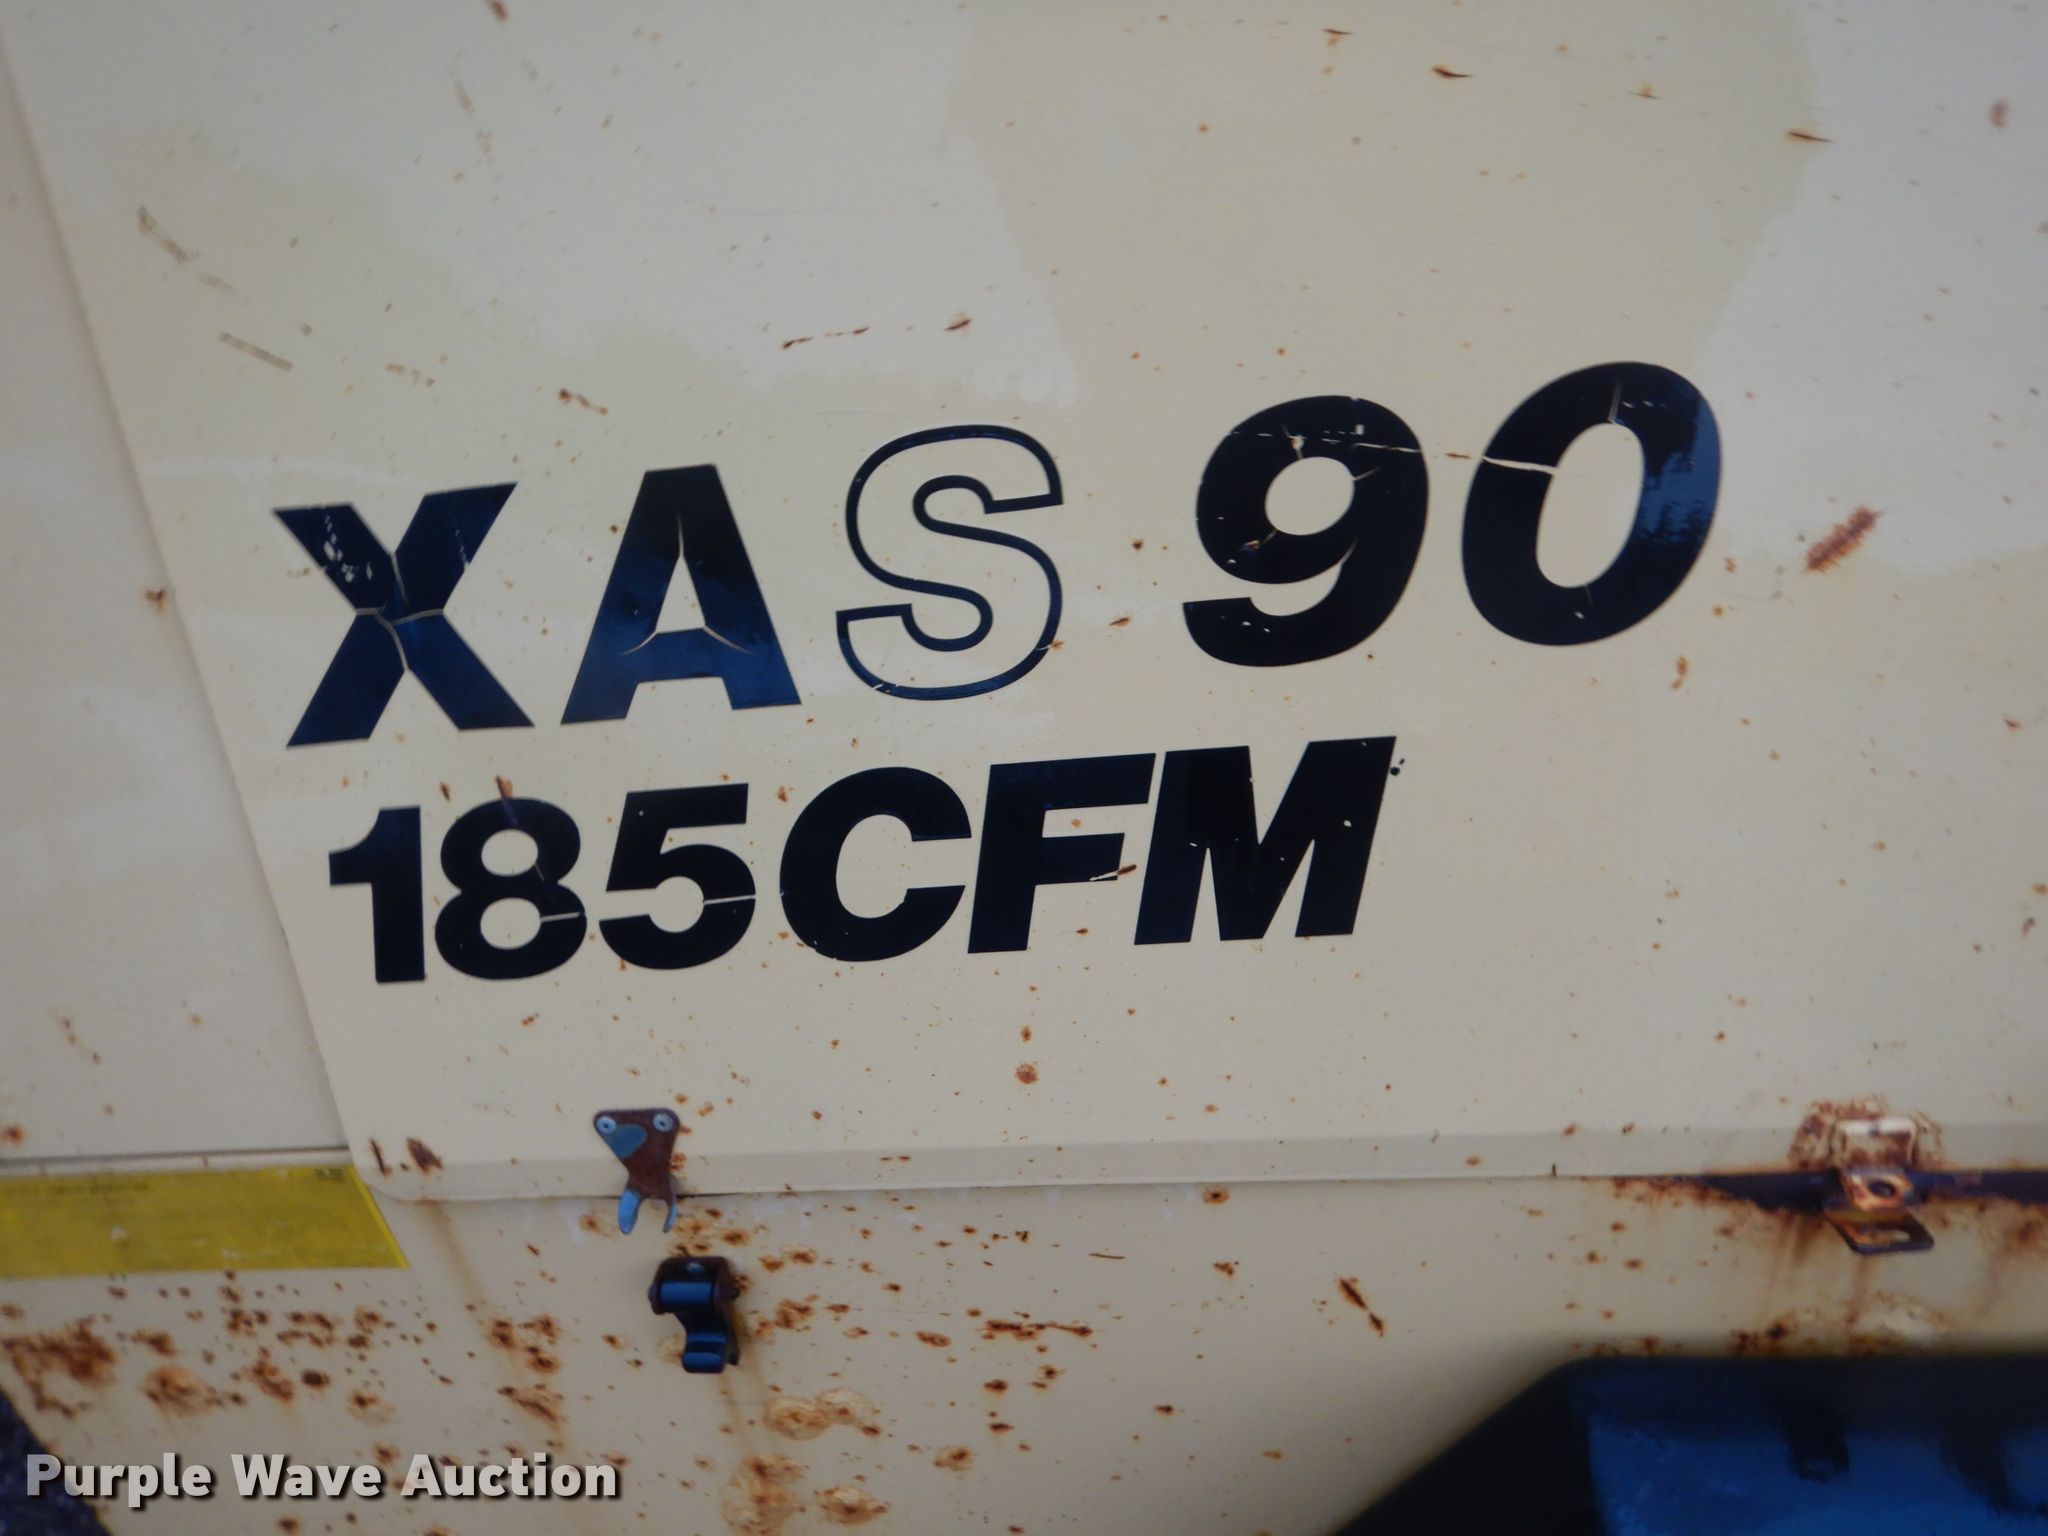 XAS 90
185CFM
Purple Wave Auction